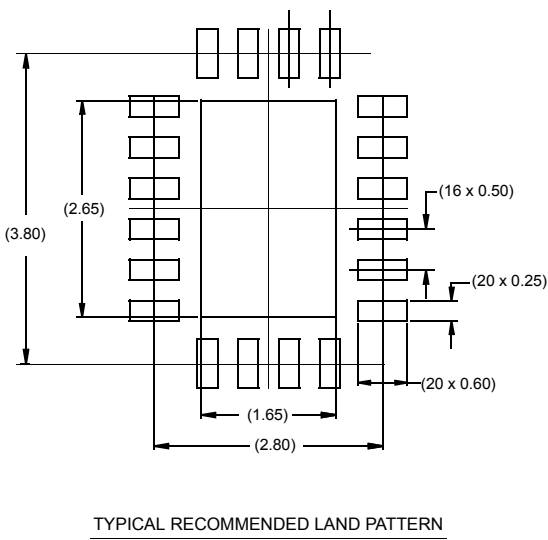 (16 x 0.50)
(2.65)
(3.80)
(20 x 0.25)
(20 x 0.60)
(1.65)
(2.80)
TYPICAL RECOMMENDED LAND PATTERN